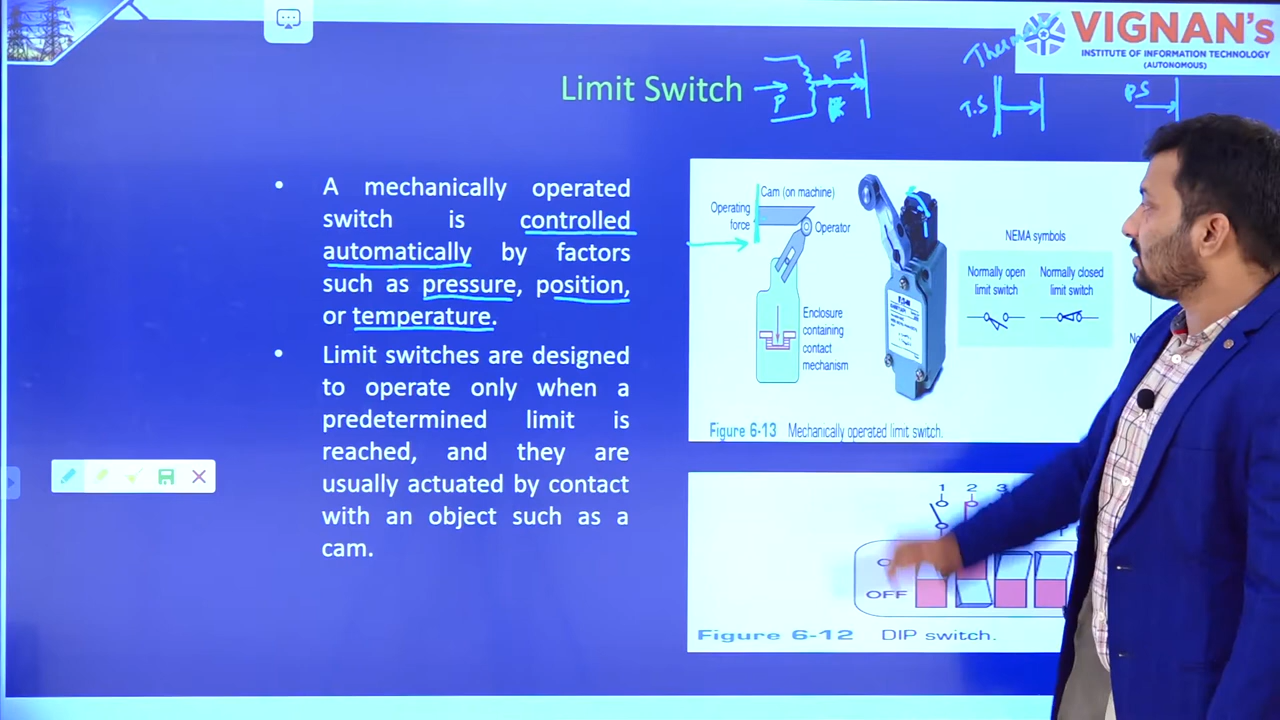 VIGNAN's
INSTITUTE OF INFORMATION TECHNOLOGY
(AUTONOMOUS)
Limit Switch
P
F
T.S
PS
• A mechanically operated
switch is controlled
automatically by factors
such as pressure, position,
or temperature.
• Limit switches are designed
to operate only when a
predetermined limit is
reached, and they are
usually actuated by contact
with an object such as a
cam.
Cam (on machine)
Operating
force
Operator
Enclosure
containing
contact
mechanism
NEMA symbols
Normally open
limit switch
Normally closed
limit switch
Figure 6-13 Mechanically operated limit switch.
1 2 3
OFF
Figure 6-12 DIP switch.